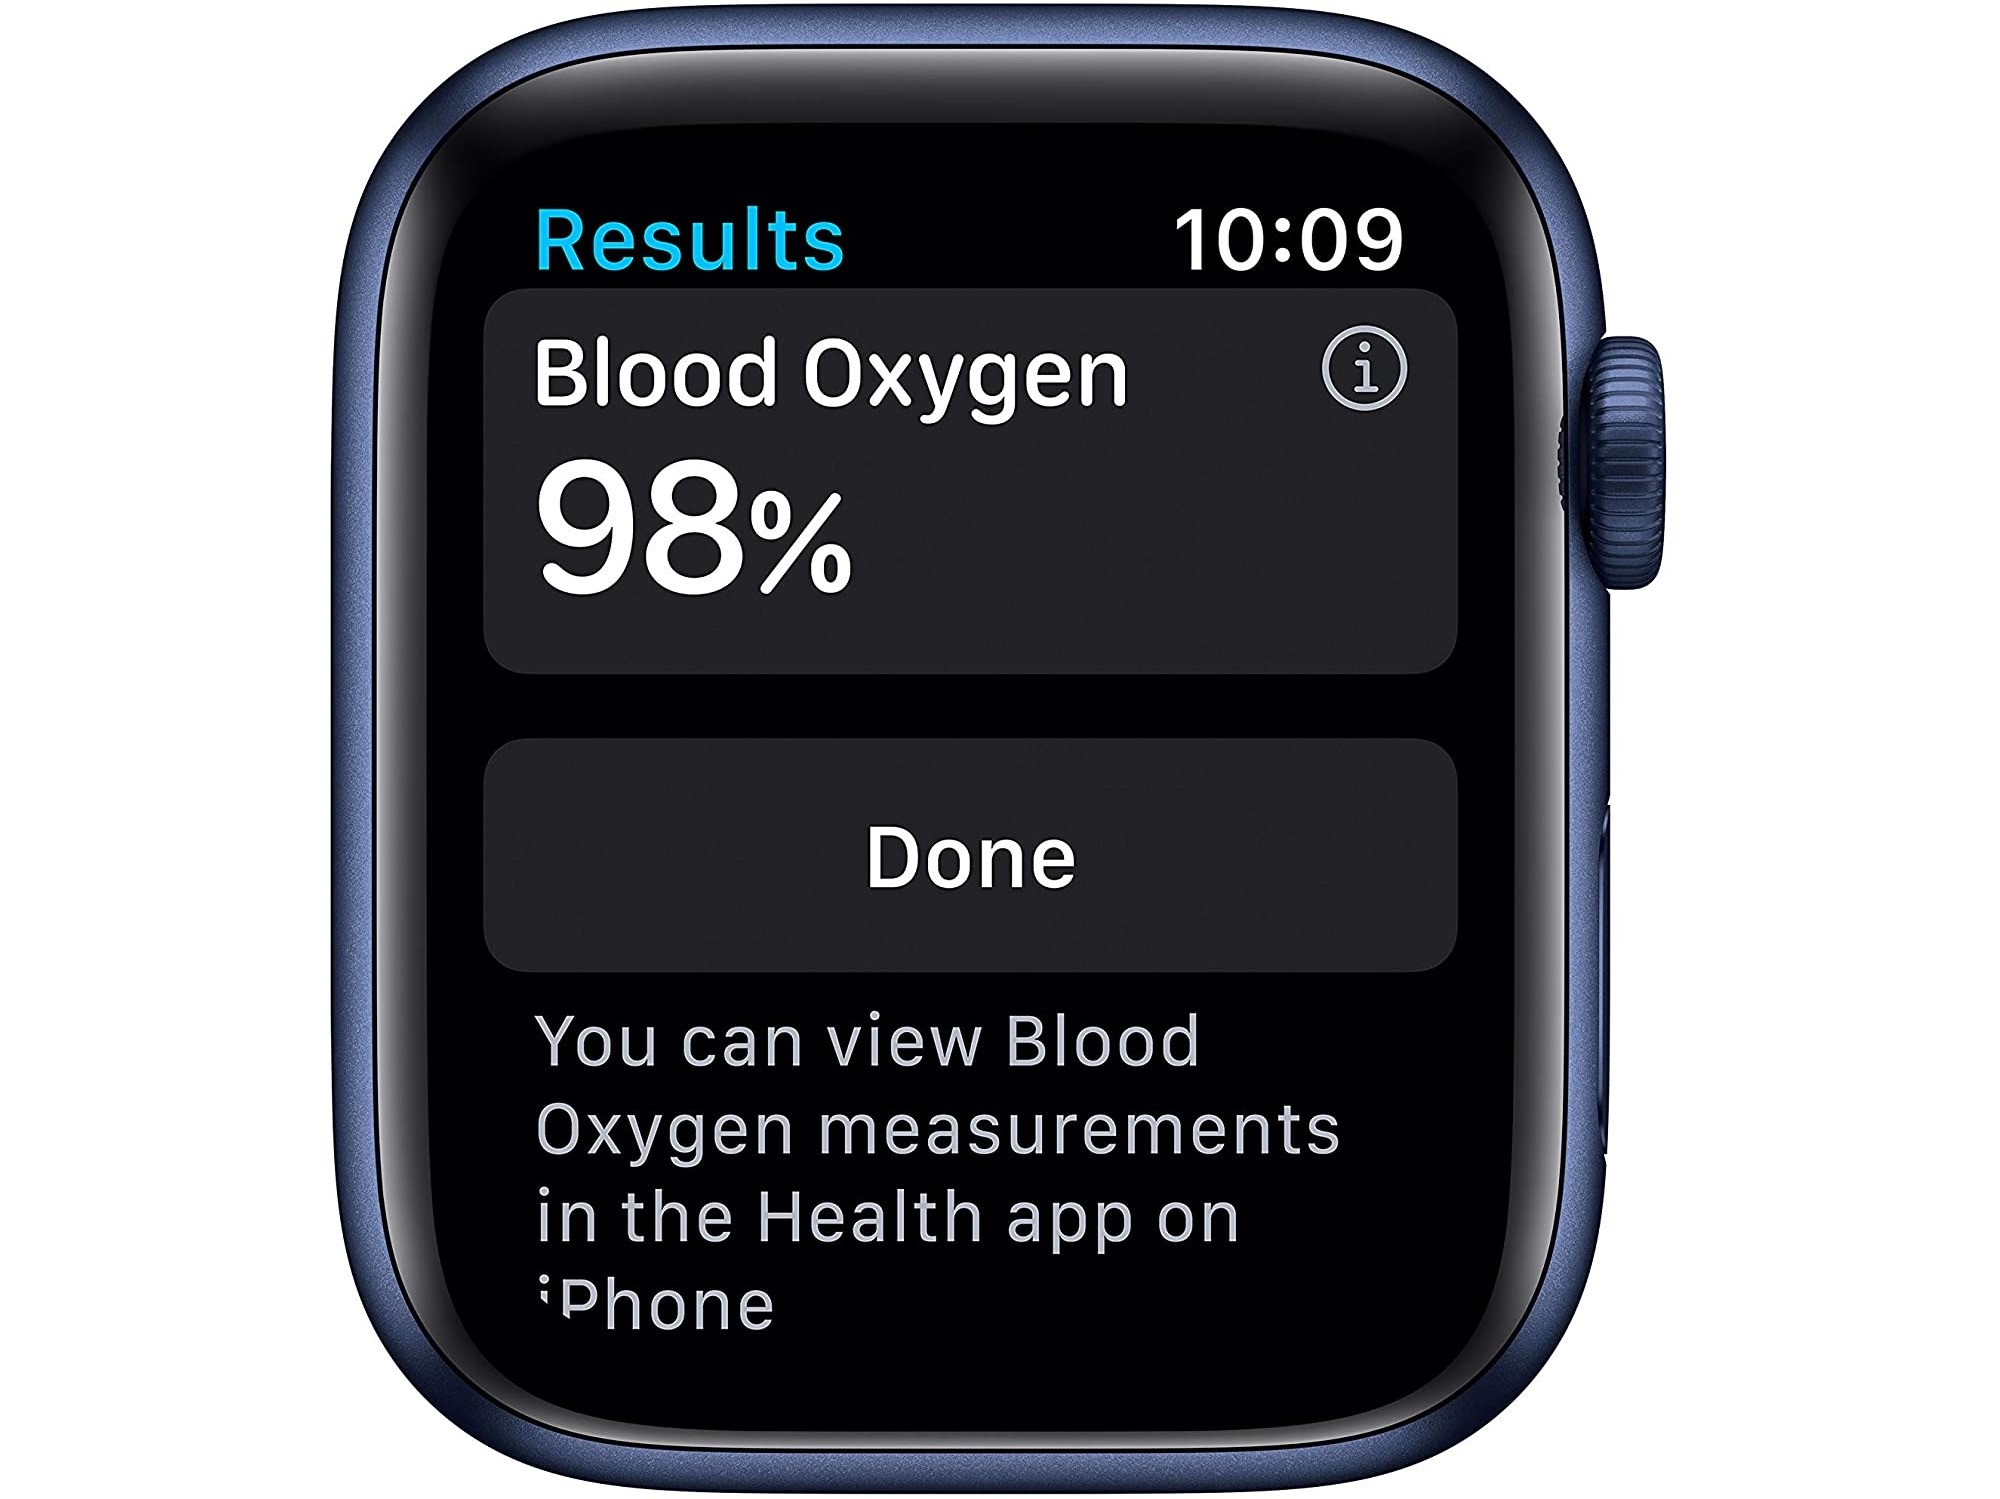 Results 10:09
Blood Oxygen
98%
Done
You can view Blood
Oxygen measurements
in the Health app on
iPhone